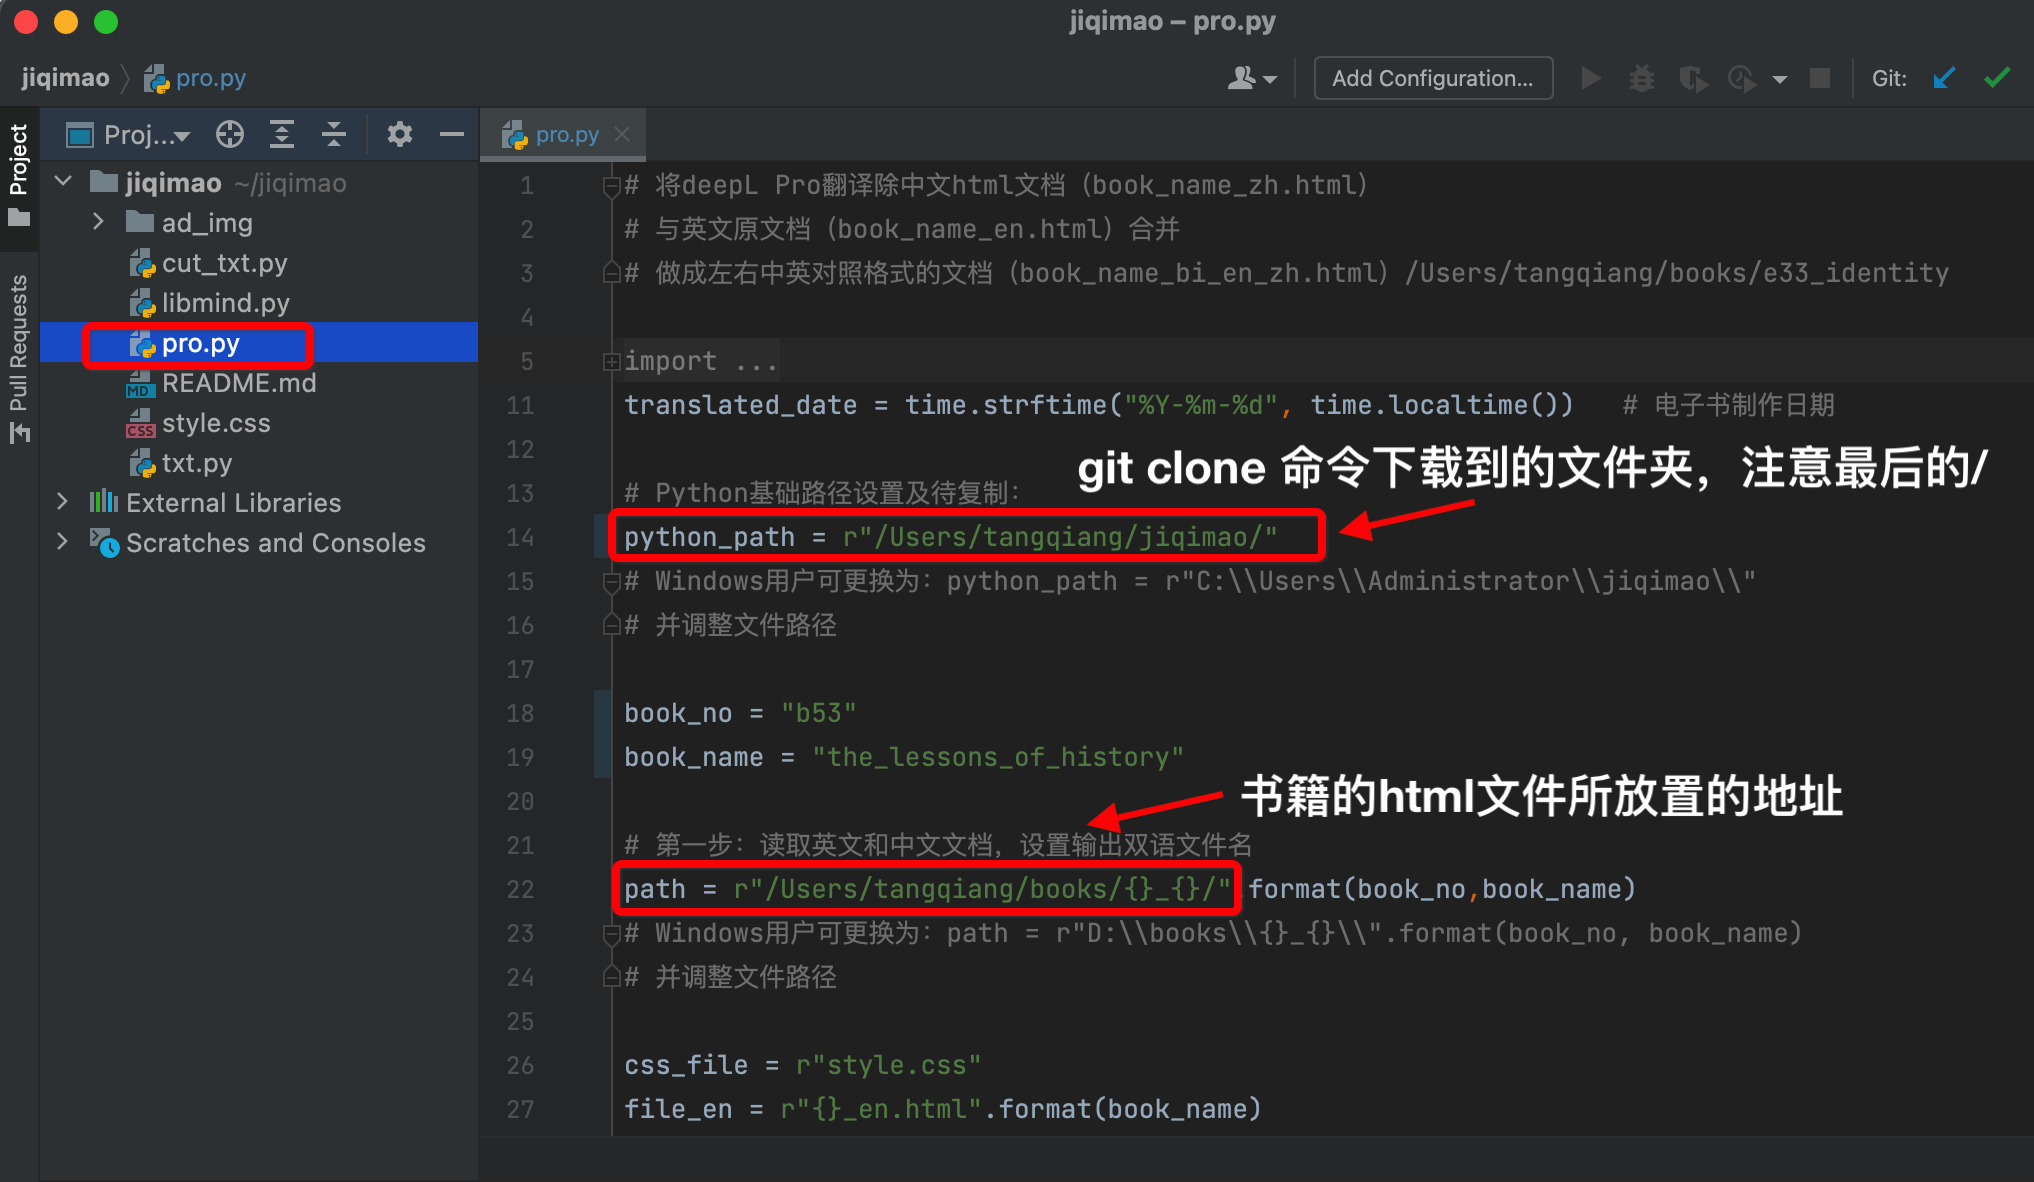 jiqimao – pro.py
jiqimao
pro.py
Add Configuration...
Git:
Project
Pull Requests
Proj...
jiqimao ~/jiqimao
ad_img
cut_txt.py
libmind.py
pro.py
README.md
style.css
txt.py
External Libraries
Scratches and Consoles
pro.py
1 # 将deepL Pro翻译除中文html文档（book_name_zh.html）
2 # 与英文原文档（book_name_en.html）合并
3 # 做成左右中英对照格式的文档（book_name_bi_en_zh.html）/Users/tangqiang/books/e33_identity
4
5 import ...
11 translated_date = time.strftime("%Y-%m-%d", time.localtime())   # 电子书制作日期
12
git clone 命令下载到的文件夹，注意最后的/
13 # Python基础路径设置及待复制：
14 python_path = r"/Users/tangqiang/jiqimao/"
15 # Windows用户可更换为：python_path = r"C:\\Users\\Administrator\\jiqimao\\"
16 # 并调整文件路径
17
18 book_no = "b53"
19 book_name = "the_lessons_of_history"
书籍的html文件所放置的地址
20
21 # 第一步：读取英文和中文文档，设置输出双语文件名
22 path = r"/Users/tangqiang/books/{}_{}/".format(book_no,book_name)
23 # Windows用户可更换为：path = r"D:\\books\\{}_{}\\".format(book_no, book_name)
24 # 并调整文件路径
25
26 css_file = r"style.css"
27 file_en = r"{}_en.html".format(book_name)